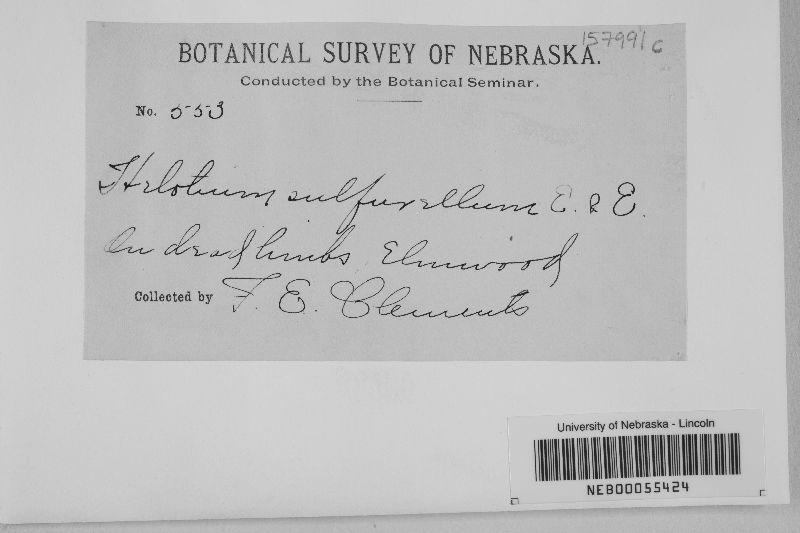 157991 c
BOTANICAL SURVEY OF NEBRASKA.
Conducted by the Botanical Seminar.
No. 553
Helotium sulfurellum E. & E.
On dead limbs Elmwood
Collected by F. E. Clements
University of Nebraska - Lincoln
NEB00055424